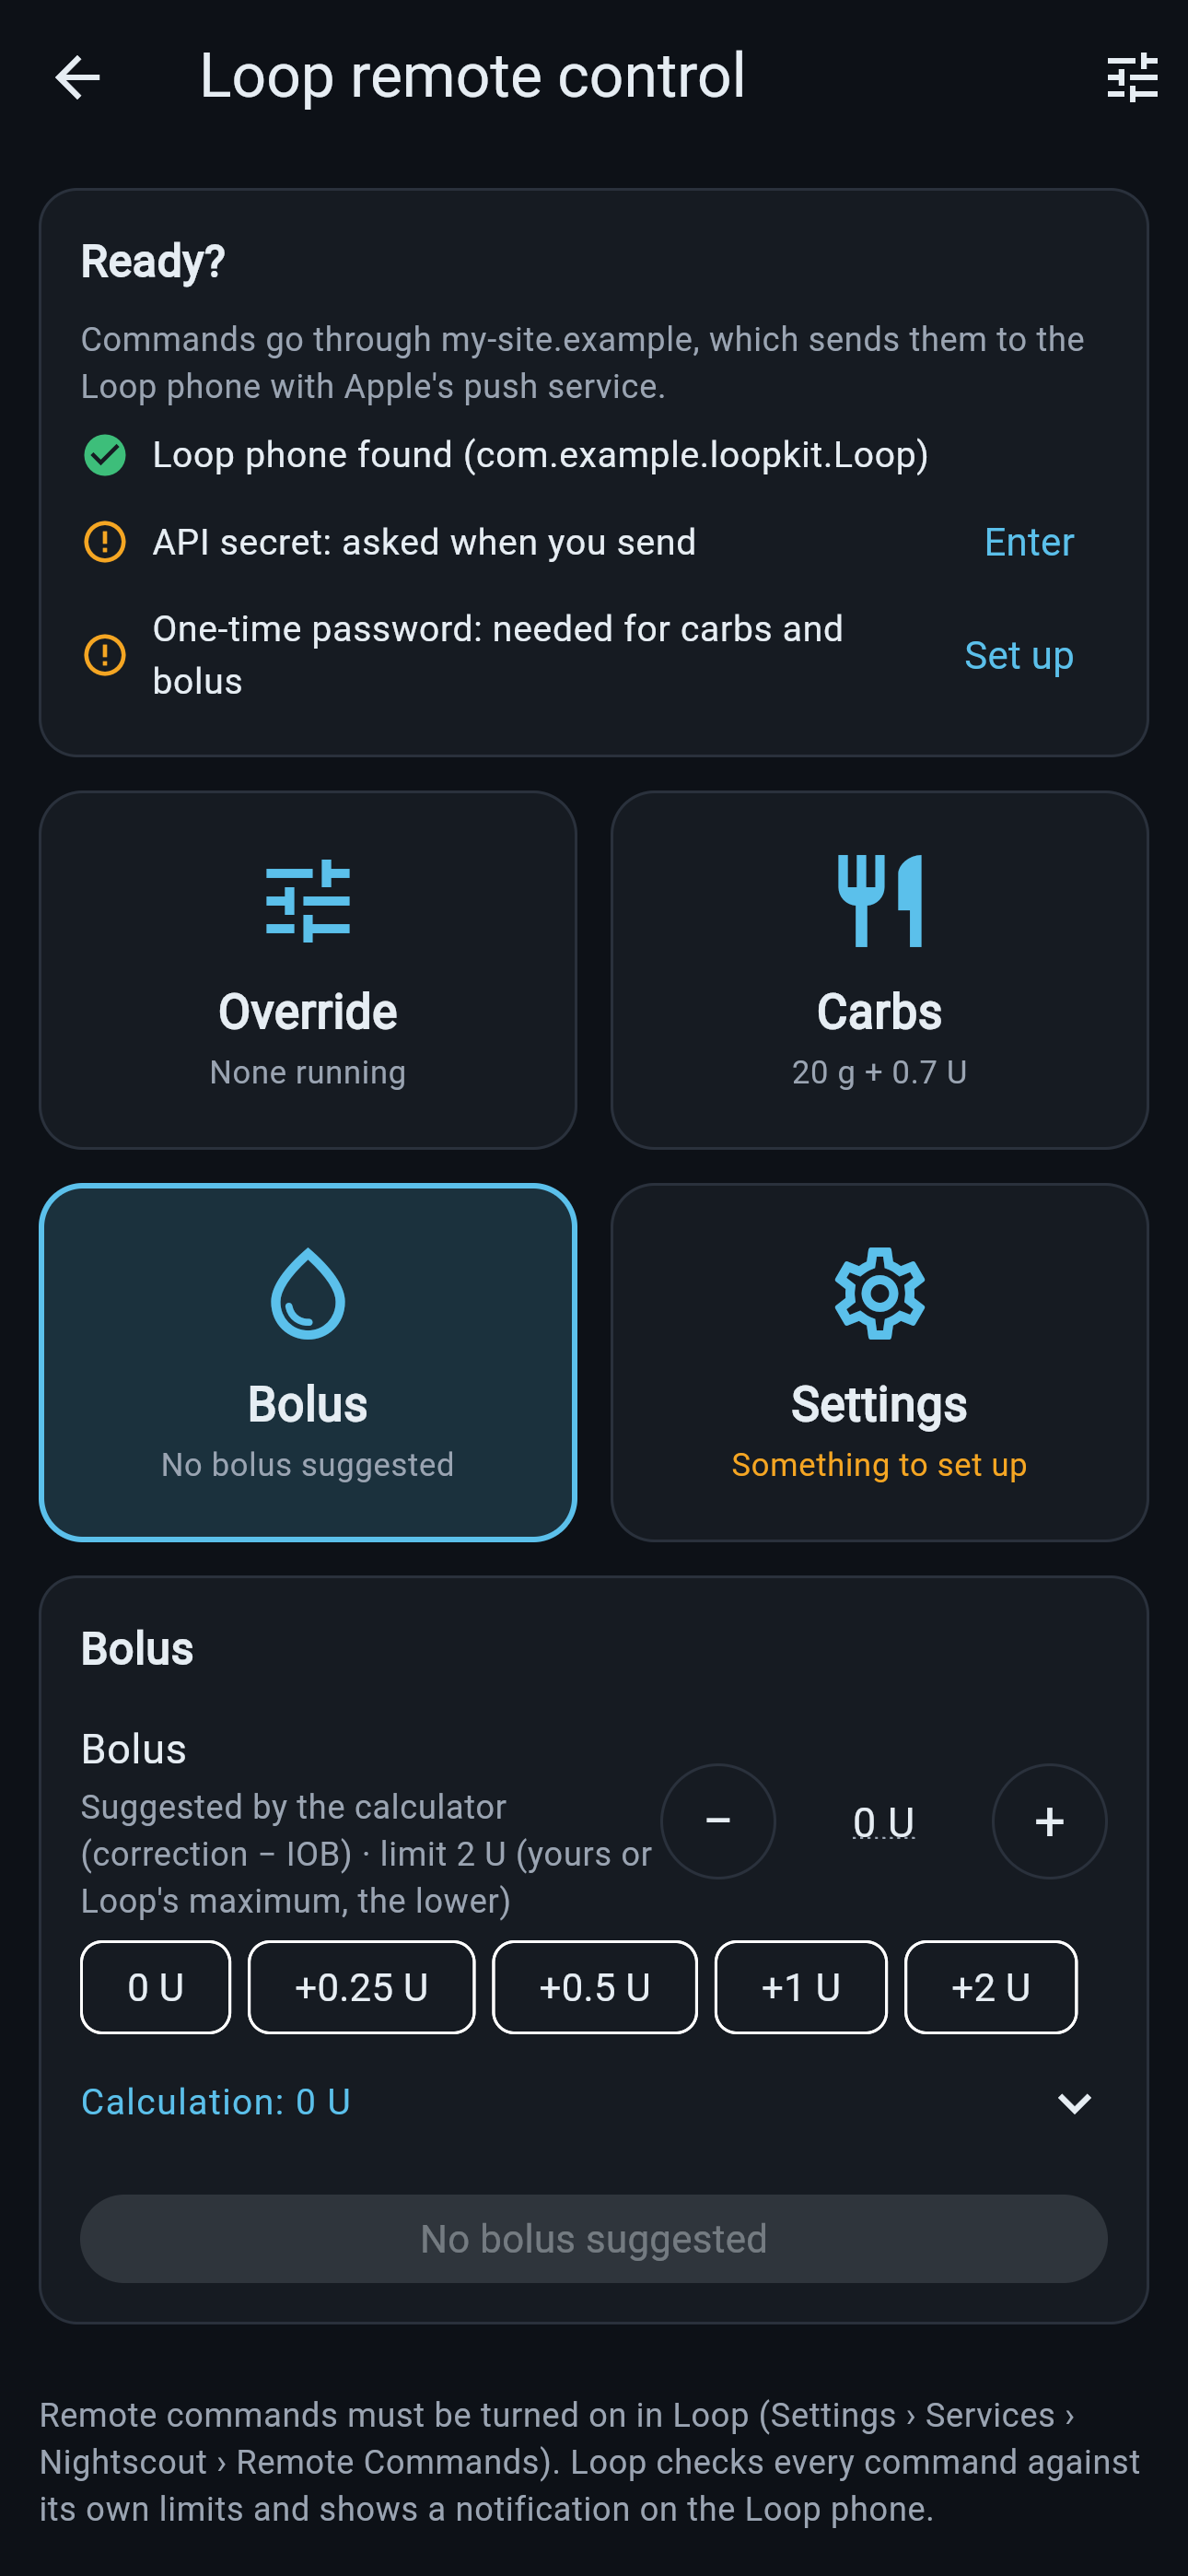 Loop remote control
Ready?
Commands go through my-site.example, which sends them to the
Loop phone with Apple's push service.
Loop phone found (com.example.loopkit.Loop)
API secret: asked when you send
Enter
One-time password: needed for carbs and
bolus
Set up
Override
None running
Carbs
20 g + 0.7 U
Bolus
No bolus suggested
Settings
Something to set up
Bolus
Bolus
Suggested by the calculator
(correction − IOB) · limit 2 U (yours or
Loop's maximum, the lower)
−
0 U
+
0 U
+0.25 U
+0.5 U
+1 U
+2 U
Calculation: 0 U
No bolus suggested
Remote commands must be turned on in Loop (Settings › Services ›
Nightscout › Remote Commands). Loop checks every command against
its own limits and shows a notification on the Loop phone.